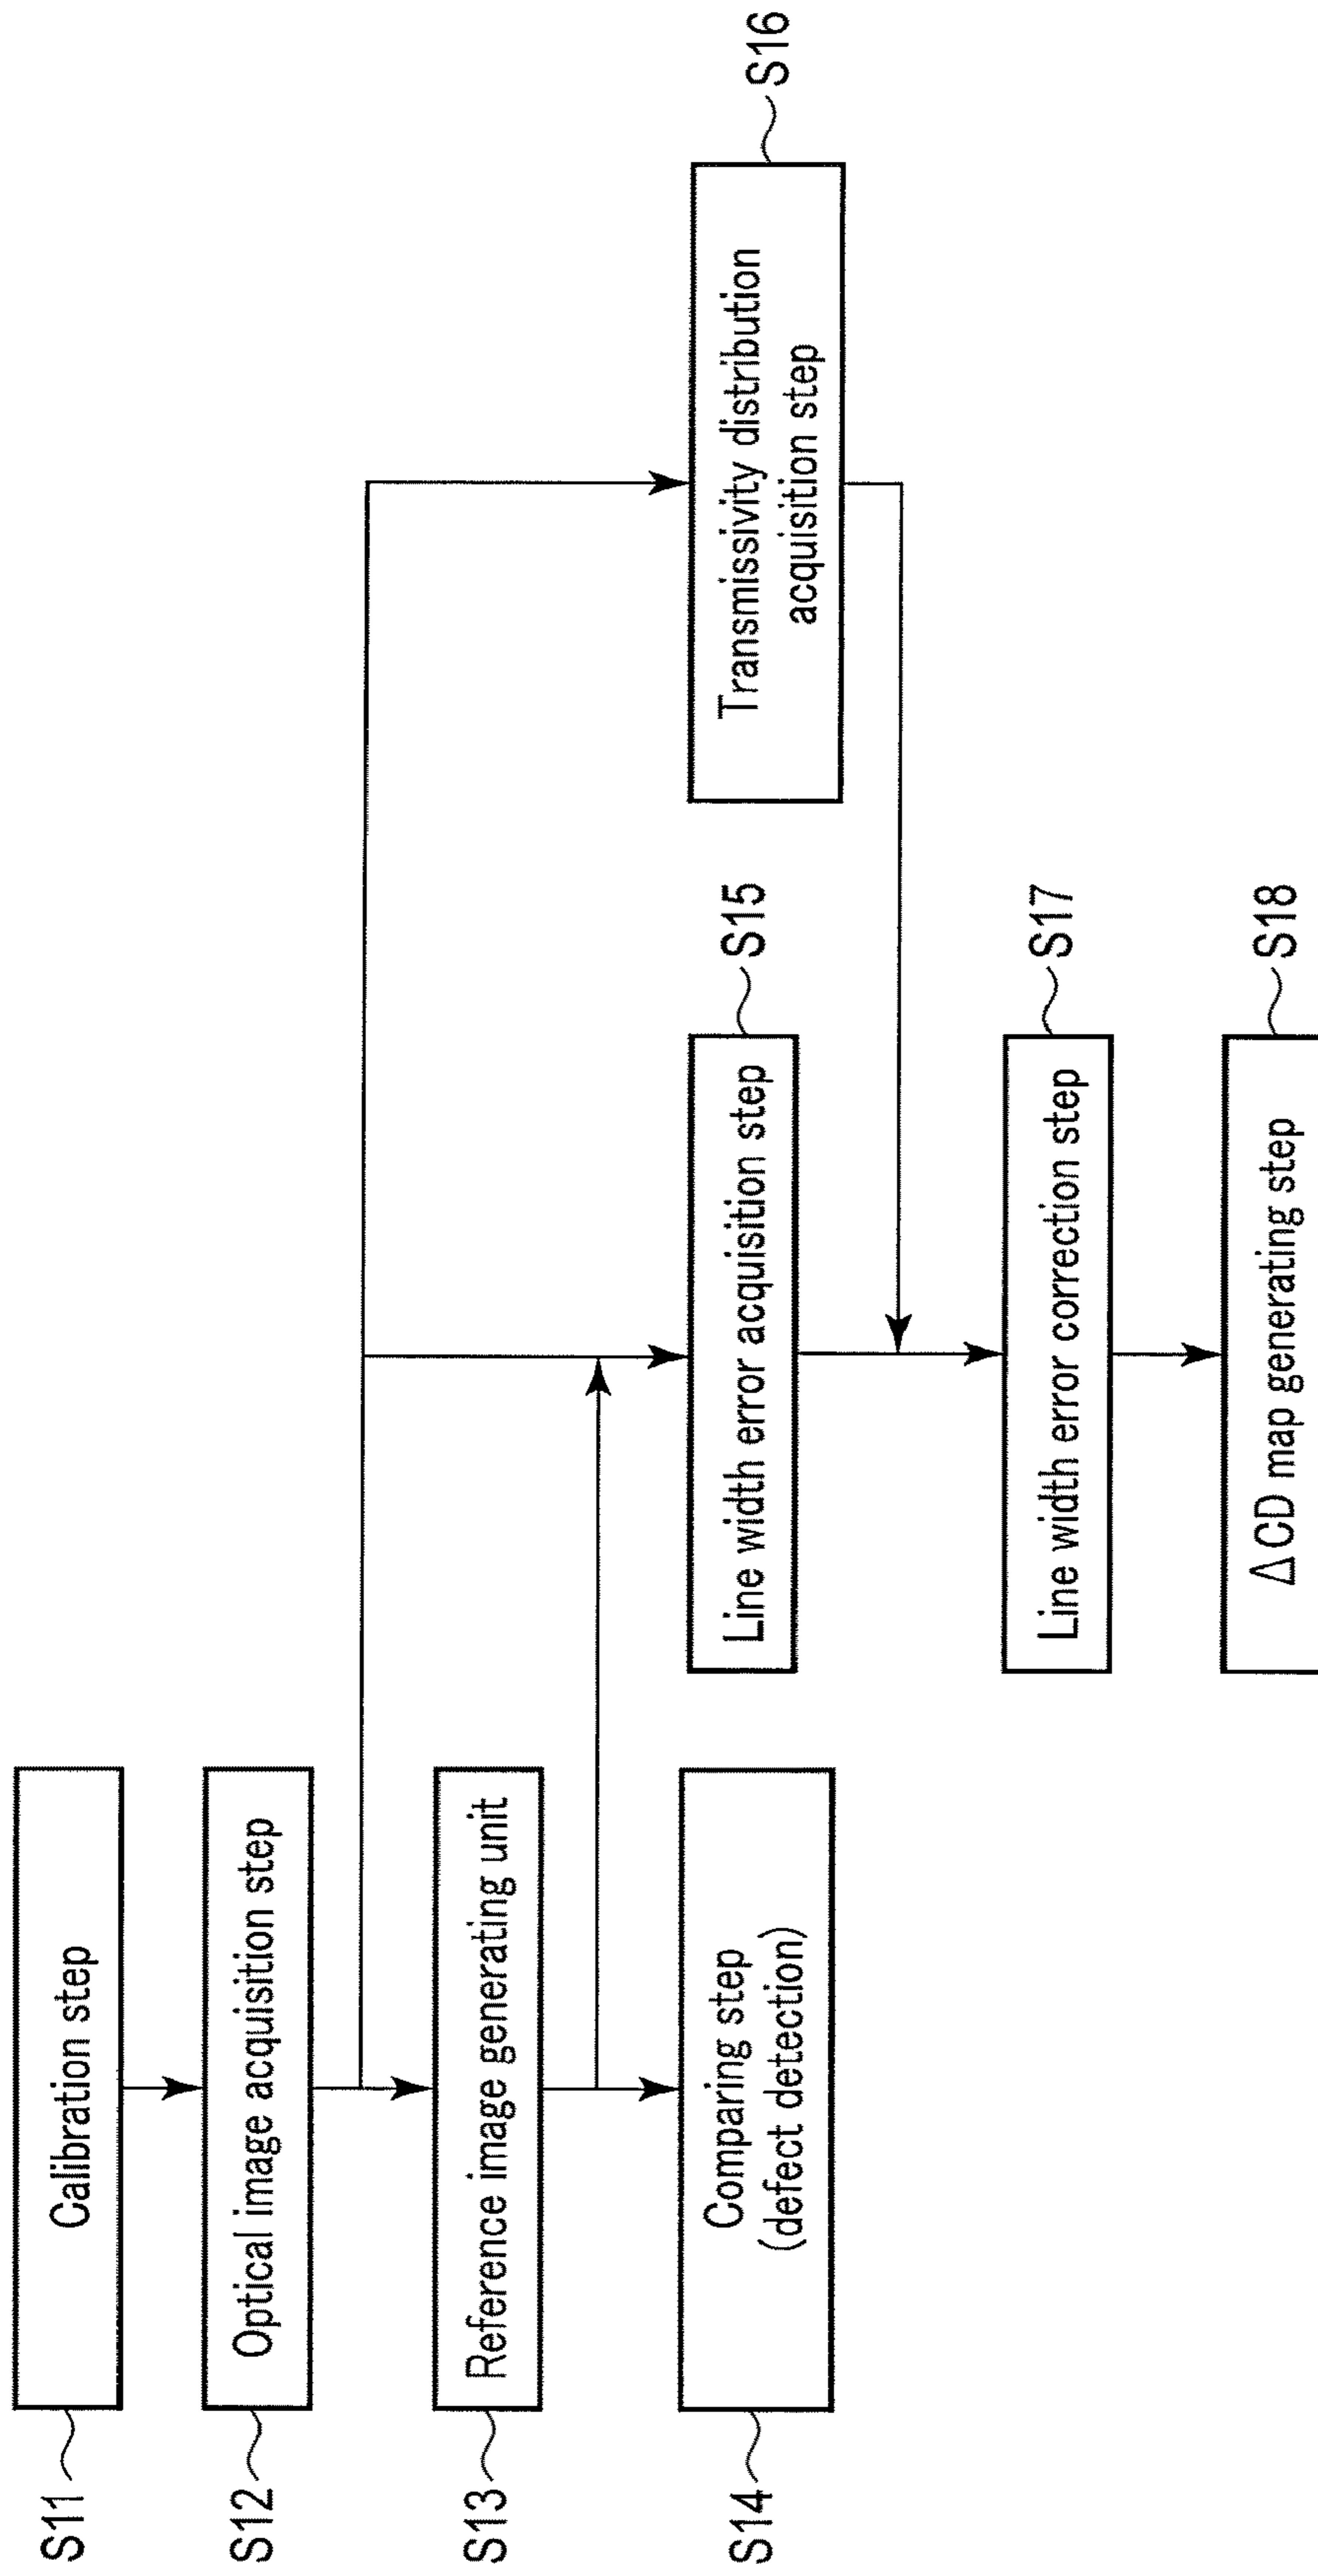 S11
Calibration step
S12
Optical image acquisition step
S13
Reference image generating unit
S14
Comparing step
(defect detection)
Line width error acquisition step
S15
Transmissivity distribution
acquisition step
S16
Line width error correction step
S17
ΔCD map generating step
S18